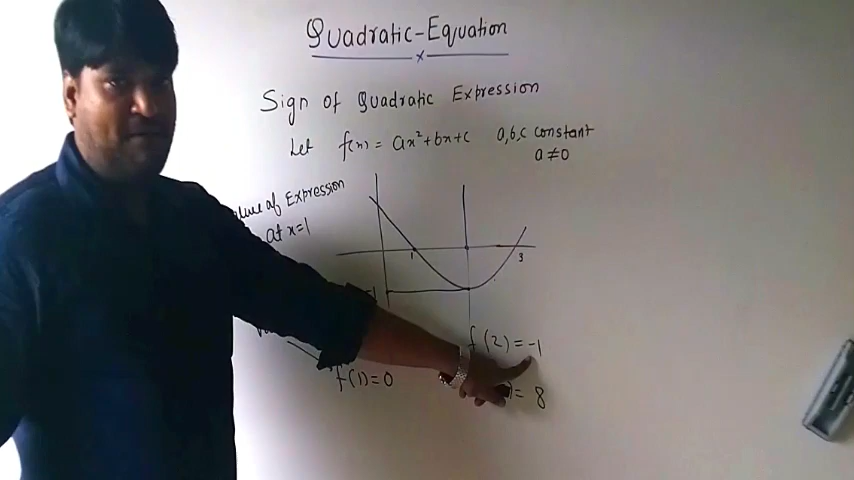 Quadratic-Equation
Sign of Quadratic Expression
Let f(x) = ax²+bx+c a,b,c constant
a≠0
of Expression
at x=1
1
3
-1
f(2)=-1
f(1)=0
)= 8